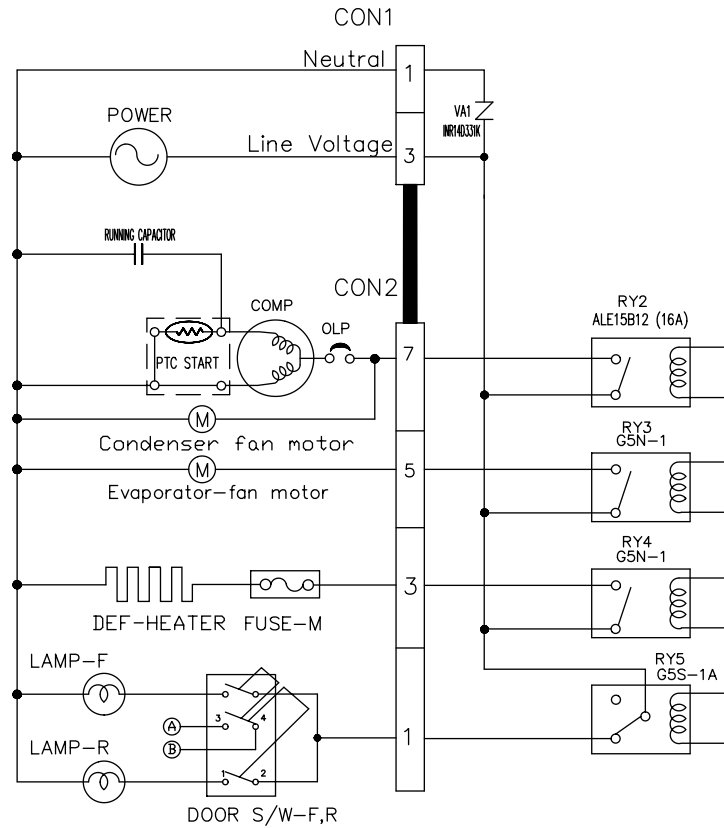 CON1
Neutral
1
POWER
VA1
INR14D331K
Line Voltage
3
RUNNING CAPACITOR
CON2
COMP
OLP
RY2
ALE15B12 (16A)
PTC START
7
M
Condenser fan motor
RY3
G5N-1
M
5
Evaporator-fan motor
RY4
G5N-1
3
DEF-HEATER
FUSE-M
LAMP-F
RY5
G5S-1A
3
4
A
B
1
LAMP-R
1
2
DOOR S/W-F,R